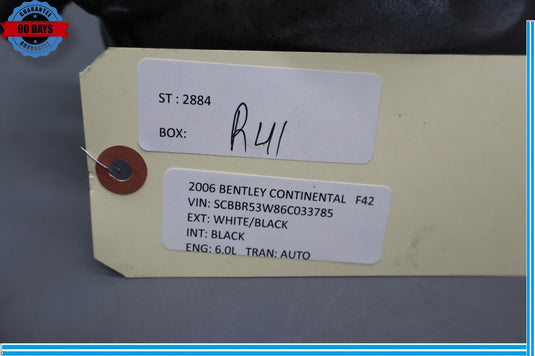 GUARANTEE
90 DAYS
GUARANTEE
ST : 2884
BOX: R41
2006 BENTLEY CONTINENTAL F42
VIN: SCBBR53W86C033785
EXT: WHITE/BLACK
INT: BLACK
ENG: 6.0L TRAN: AUTO